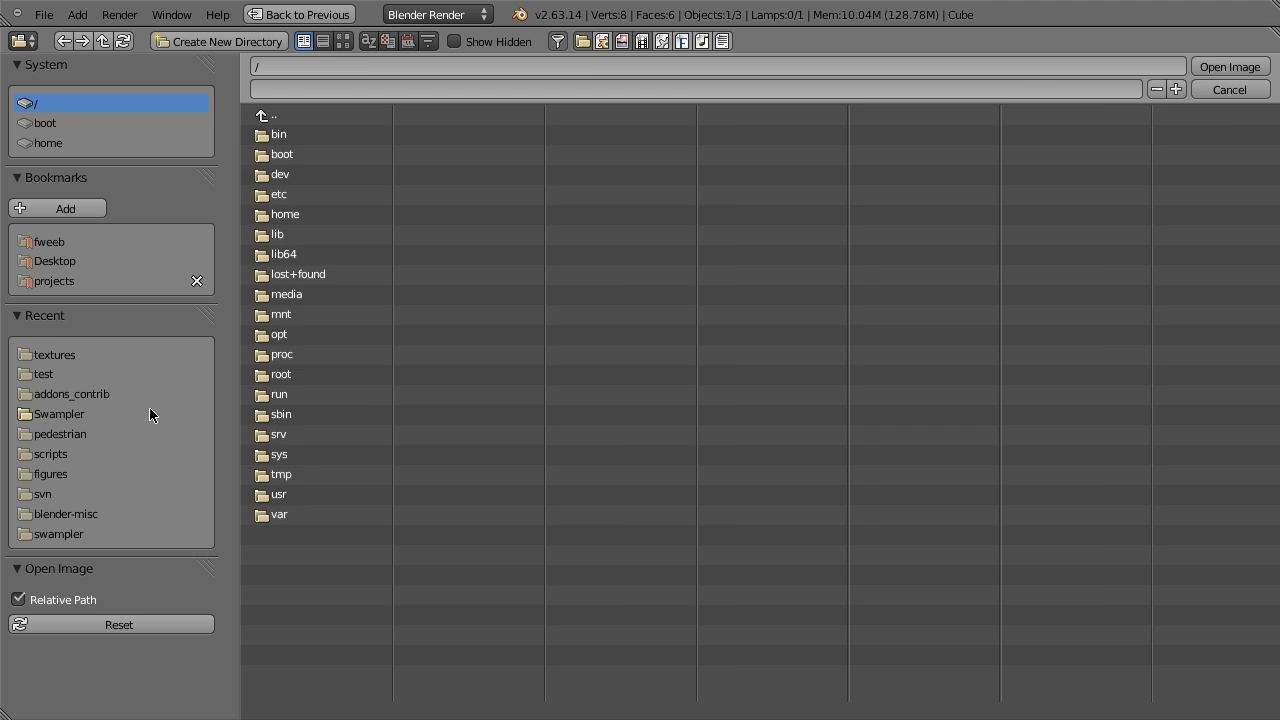 File Add Render Window Help Back to Previous Blender Render v2.63.14 | Verts:8 | Faces:6 | Objects:1/3 | Lamps:0/1 | Mem:10.04M (128.78M) | Cube
Create New Directory Show Hidden
System
/
boot
home
Bookmarks
Add
fweeb
Desktop
projects
Recent
textures
test
addons_contrib
Swampler
pedestrian
scripts
figures
svn
blender-misc
swampler
Open Image
Relative Path
Reset
/ Open Image
Cancel
..
bin
boot
dev
etc
home
lib
lib64
lost+found
media
mnt
opt
proc
root
run
sbin
srv
sys
tmp
usr
var